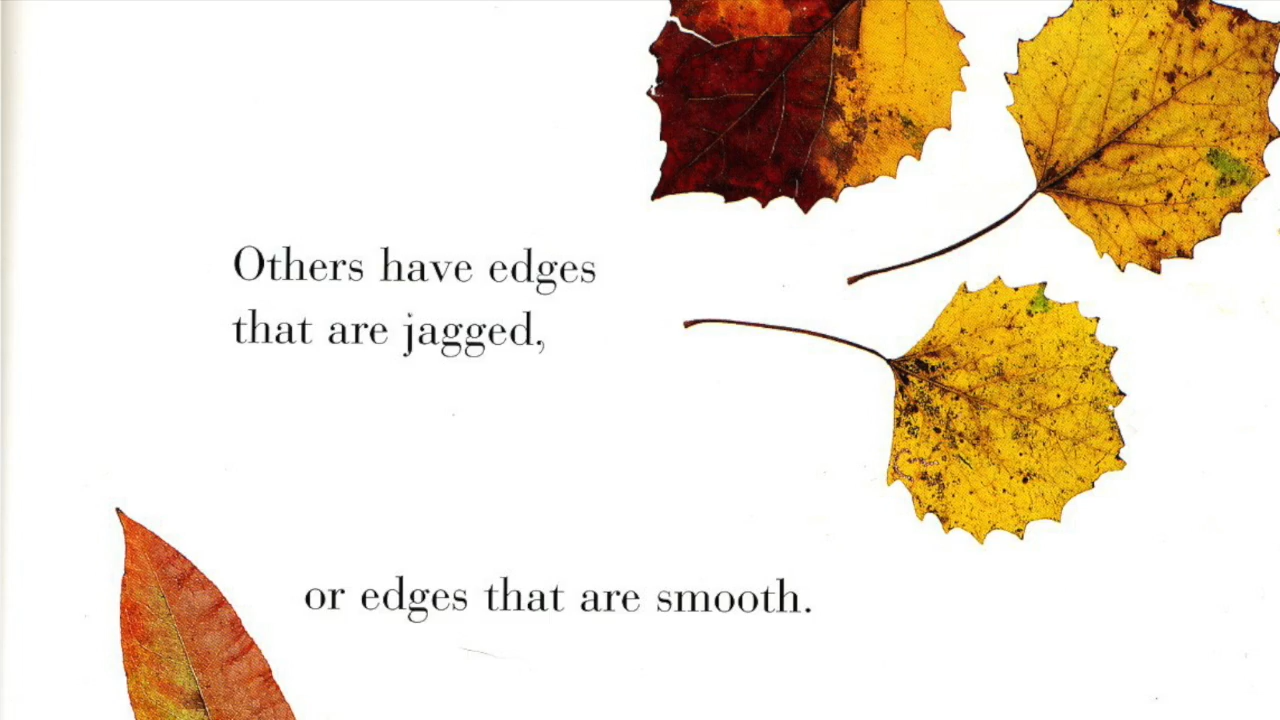 Others have edges
that are jagged,
or edges that are smooth.